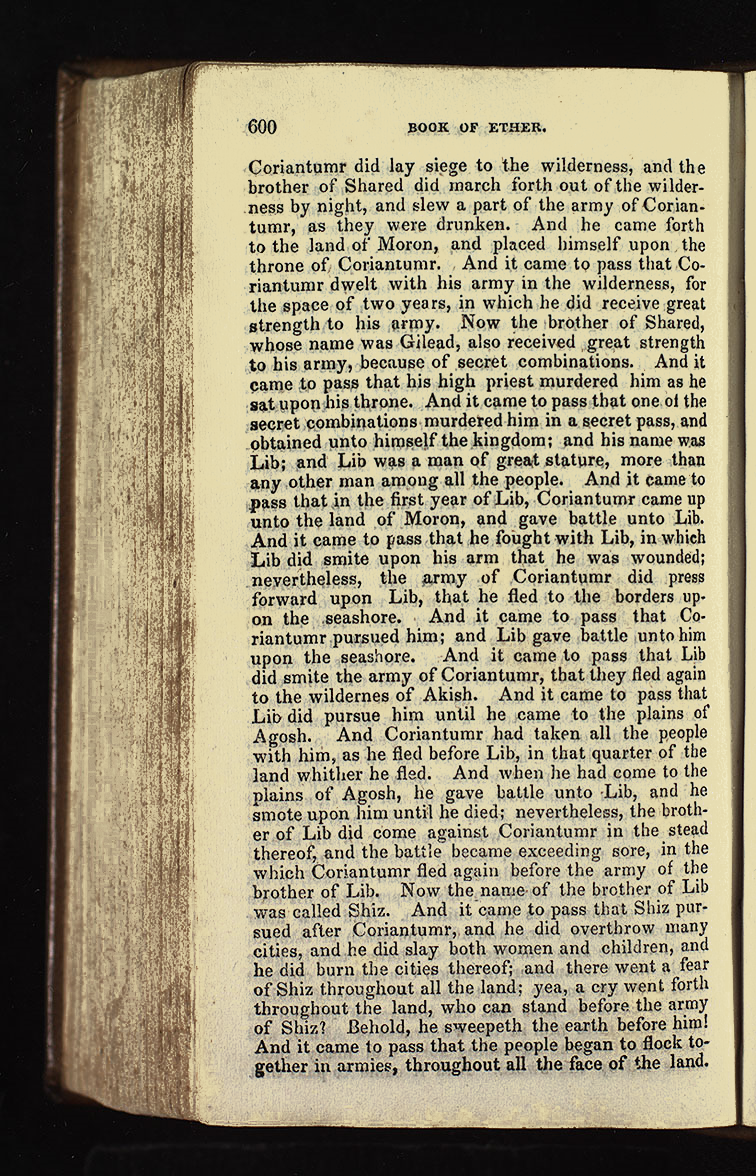 600 BOOK OF ETHER.
Coriantumr did lay siege to the wilderness, and the
brother of Shared did march forth out of the wilder-
ness by night, and slew a part of the army of Corian-
tumr, as they were drunken. And he came forth
to the land of Moron, and placed himself upon the
throne of Coriantumr. And it came to pass that Co-
riantumr dwelt with his army in the wilderness, for
the space of two years, in which he did receive great
strength to his army. Now the brother of Shared,
whose name was Gilead, also received great strength
to his army, because of secret combinations. And it
came to pass that his high priest murdered him as he
sat upon his throne. And it came to pass that one of the
secret combinations murdered him in a secret pass, and
obtained unto himself the kingdom; and his name was
Lib; and Lib was a man of great stature, more than
any other man among all the people. And it came to
pass that in the first year of Lib, Coriantumr came up
unto the land of Moron, and gave battle unto Lib.
And it came to pass that he fought with Lib, in which
Lib did smite upon his arm that he was wounded;
nevertheless, the army of Coriantumr did press
forward upon Lib, that he fled to the borders up-
on the seashore. And it came to pass that Co-
riantumr pursued him; and Lib gave battle unto him
upon the seashore. And it came to pass that Lib
did smite the army of Coriantumr, that they fled again
to the wildernes of Akish. And it came to pass that
Lib did pursue him until he came to the plains of
Agosh. And Coriantumr had taken all the people
with him, as he fled before Lib, in that quarter of the
land whither he fled. And when he had come to the
plains of Agosh, he gave battle unto Lib, and he
smote upon him until he died; nevertheless, the broth-
er of Lib did come against Coriantumr in the stead
thereof, and the battle became exceeding sore, in the
which Coriantumr fled again before the army of the
brother of Lib. Now the name of the brother of Lib
was called Shiz. And it came to pass that Shiz pur-
sued after Coriantumr, and he did overthrow many
cities, and he did slay both women and children, and
he did burn the cities thereof; and there went a fear
of Shiz throughout all the land; yea, a cry went forth
throughout the land, who can stand before the army
of Shiz? Behold, he sweepeth the earth before him!
And it came to pass that the people began to flock to-
gether in armies, throughout all the face of the land.